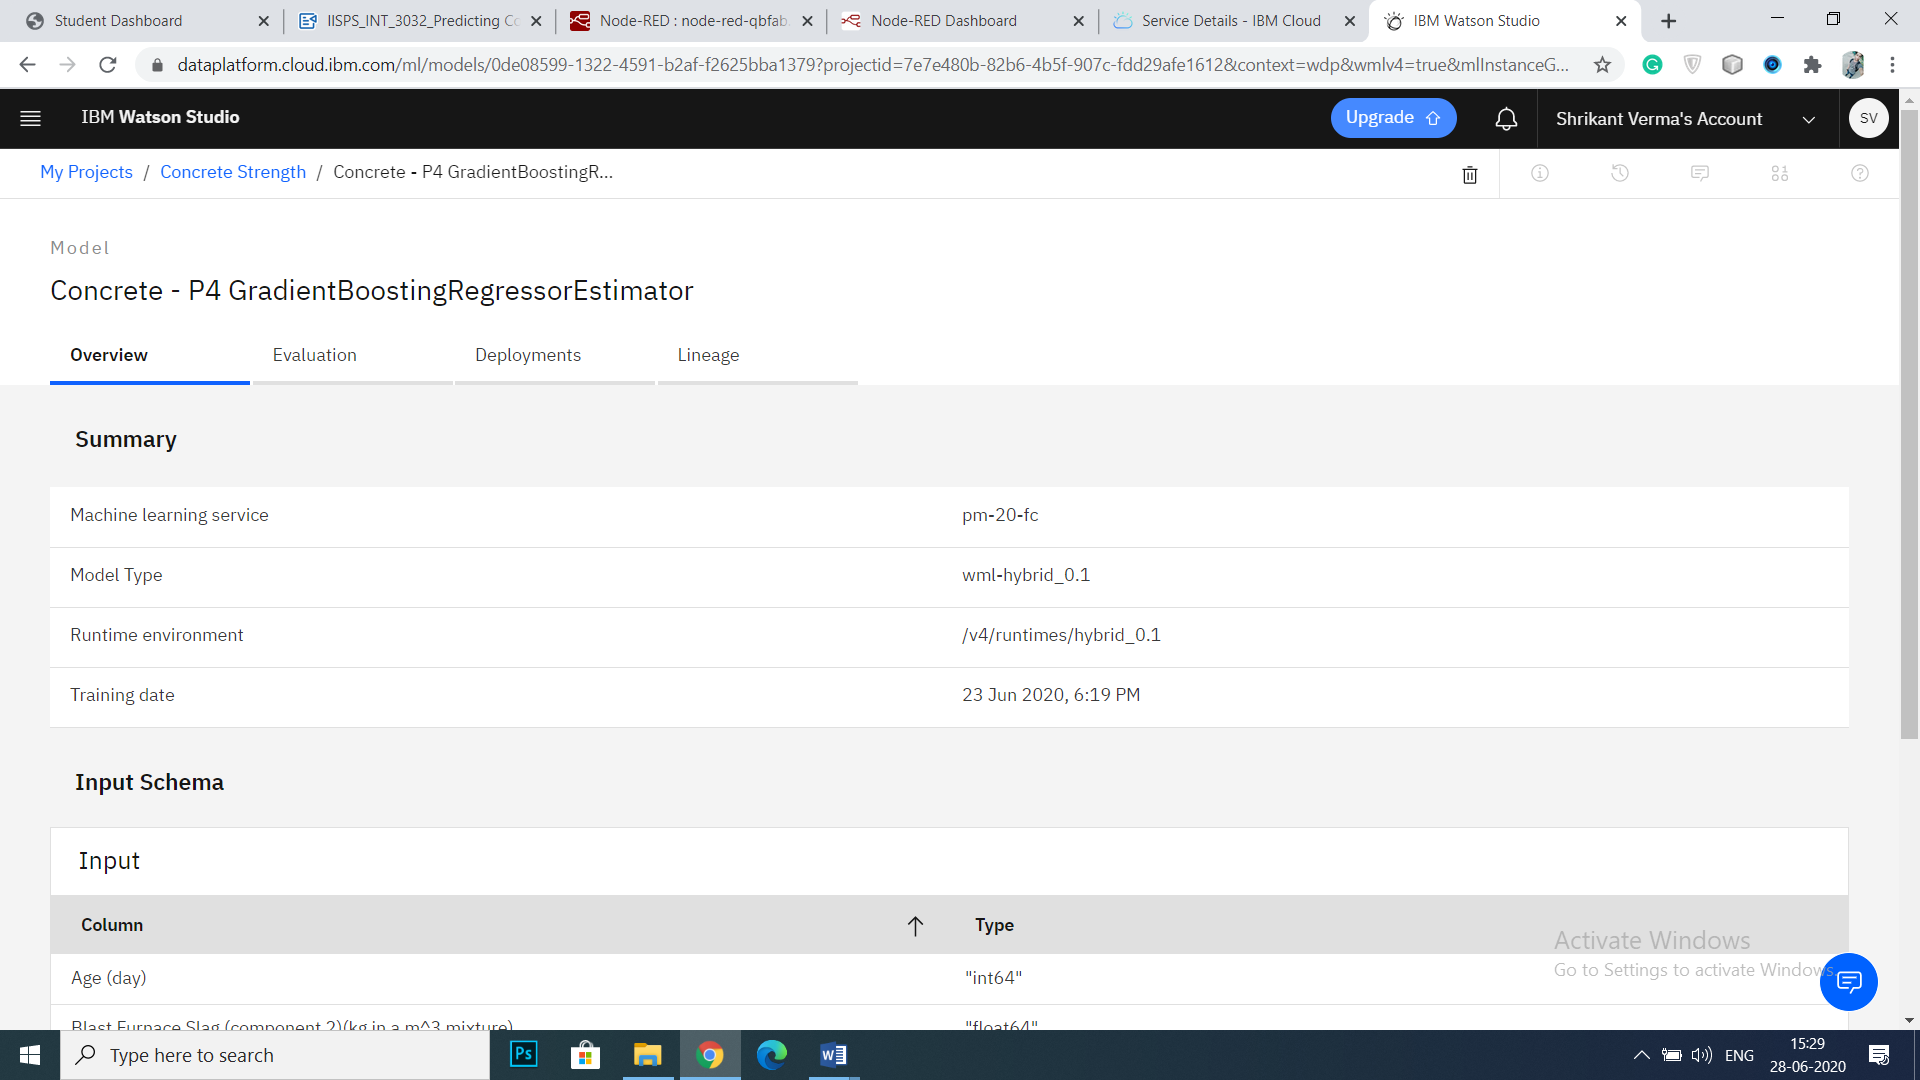 Student Dashboard
IISPS_INT_3032_Predicting Co
Node-RED : node-red-qbfab
Node-RED Dashboard
Service Details - IBM Cloud
IBM Watson Studio
dataplatform.cloud.ibm.com/ml/models/0de08599-1322-4591-b2af-f2625bba1379?projectid=7e7e480b-82b6-4b5f-907c-fdd29afe1612&context=wdp&wmlv4=true&mlInstanceG...
IBM Watson Studio
Upgrade
Shrikant Verma's Account
SV
My Projects / Concrete Strength / Concrete - P4 GradientBoostingR...
Model
Concrete - P4 GradientBoostingRegressorEstimator
Overview
Evaluation
Deployments
Lineage
Summary
Machine learning service pm-20-fc
Model Type wml-hybrid_0.1
Runtime environment /v4/runtimes/hybrid_0.1
Training date 23 Jun 2020, 6:19 PM
Input Schema
Input
Column Type
Age (day) "int64"
Blast Furnace Slag (component 2)(kg in a m^3 mixture) "float64"
Activate Windows
Go to Settings to activate Windows.
Type here to search
Ps
ENG
15:29
28-06-2020